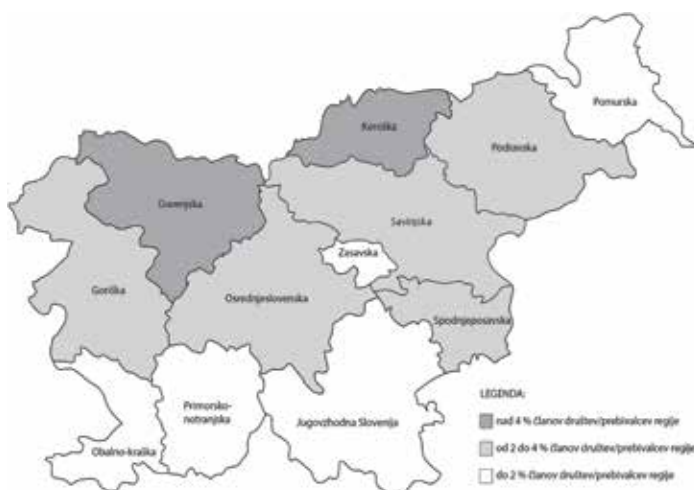 Pomurska
Koroška
Podravska
Gorenjska
Savinjska
Zasavska
Goriška
Osrednjeslovenska
Spodnjeposavska
LEGENDA:
Primorsko-
notranjska
Jugovzhodna Slovenija
nad 4 % članov društev/prebivalcev regije
Obalno-kraška
od 2 do 4 % članov društev/prebivalcev regije
do 2 % članov društev/prebivalcev regije